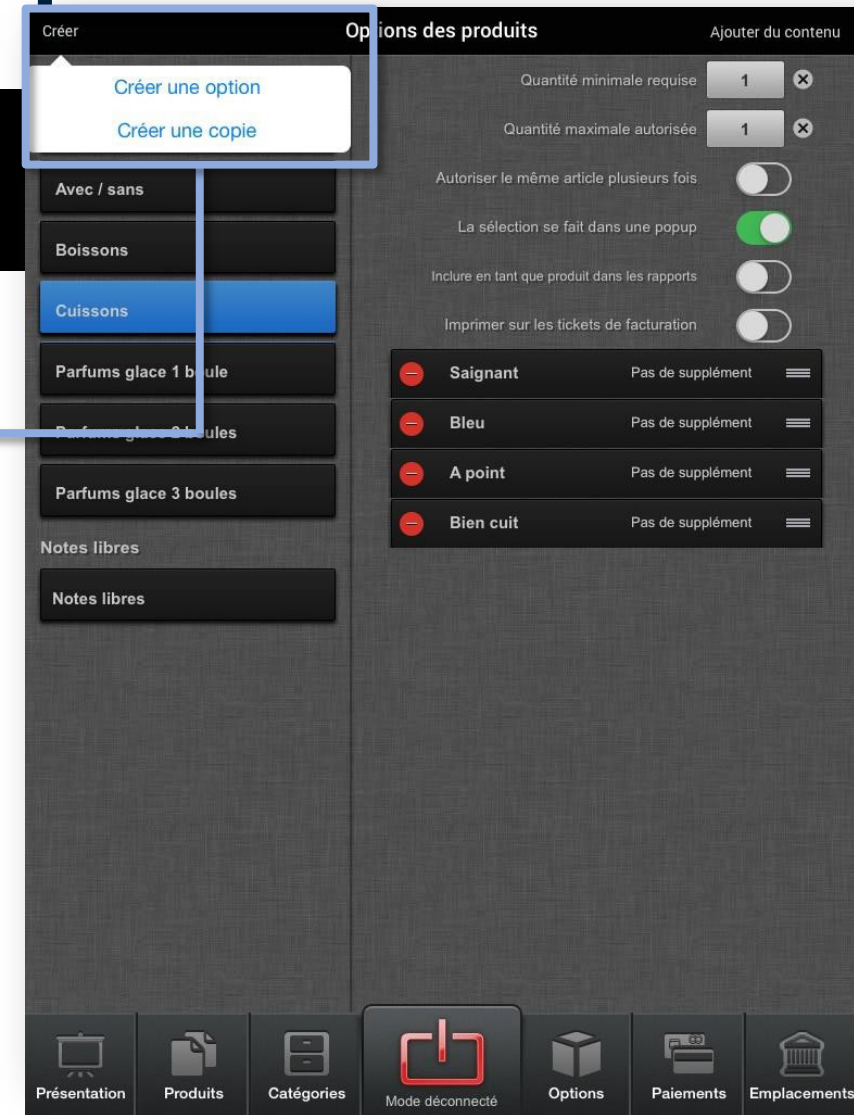 Créer
Options des produits
Ajouter du contenu
Créer une option
Créer une copie
Avec / sans
Boissons
Cuissons
Parfums glace 1 boule
Parfums glace 2 boules
Parfums glace 3 boules
Notes libres
Notes libres
Quantité minimale requise 1
Quantité maximale autorisée 1
Autoriser le même article plusieurs fois
La sélection se fait dans une popup
Inclure en tant que produit dans les rapports
Imprimer sur les tickets de facturation
Saignant Pas de supplément
Bleu Pas de supplément
A point Pas de supplément
Bien cuit Pas de supplément
Présentation
Produits
Catégories
Mode déconnecté
Options
Paiements
Emplacements